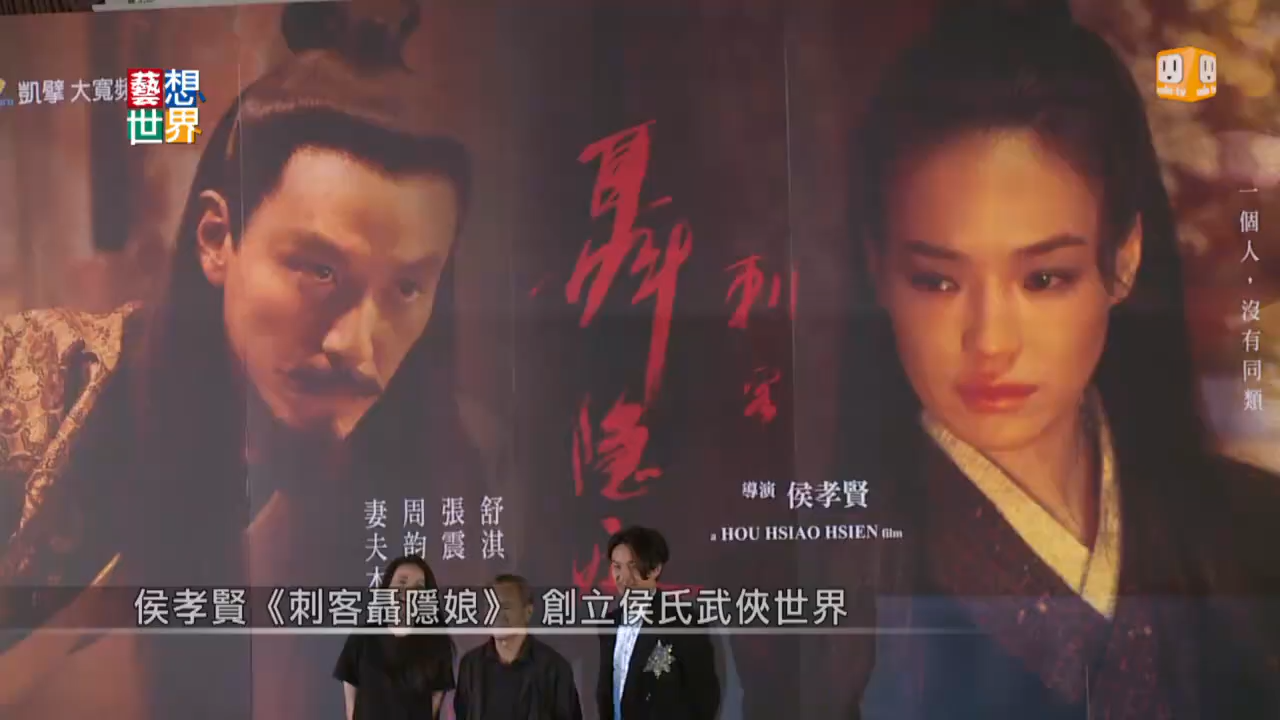 凱擘 大寬頻
藝想
世界
一個人，沒有同類
刺客
聶隱娘
舒淇
張震
周韵
妻夫木
導演 侯孝賢
a HOU HSIAO HSIEN film
侯孝賢《刺客聶隱娘》 創立侯氏武俠世界